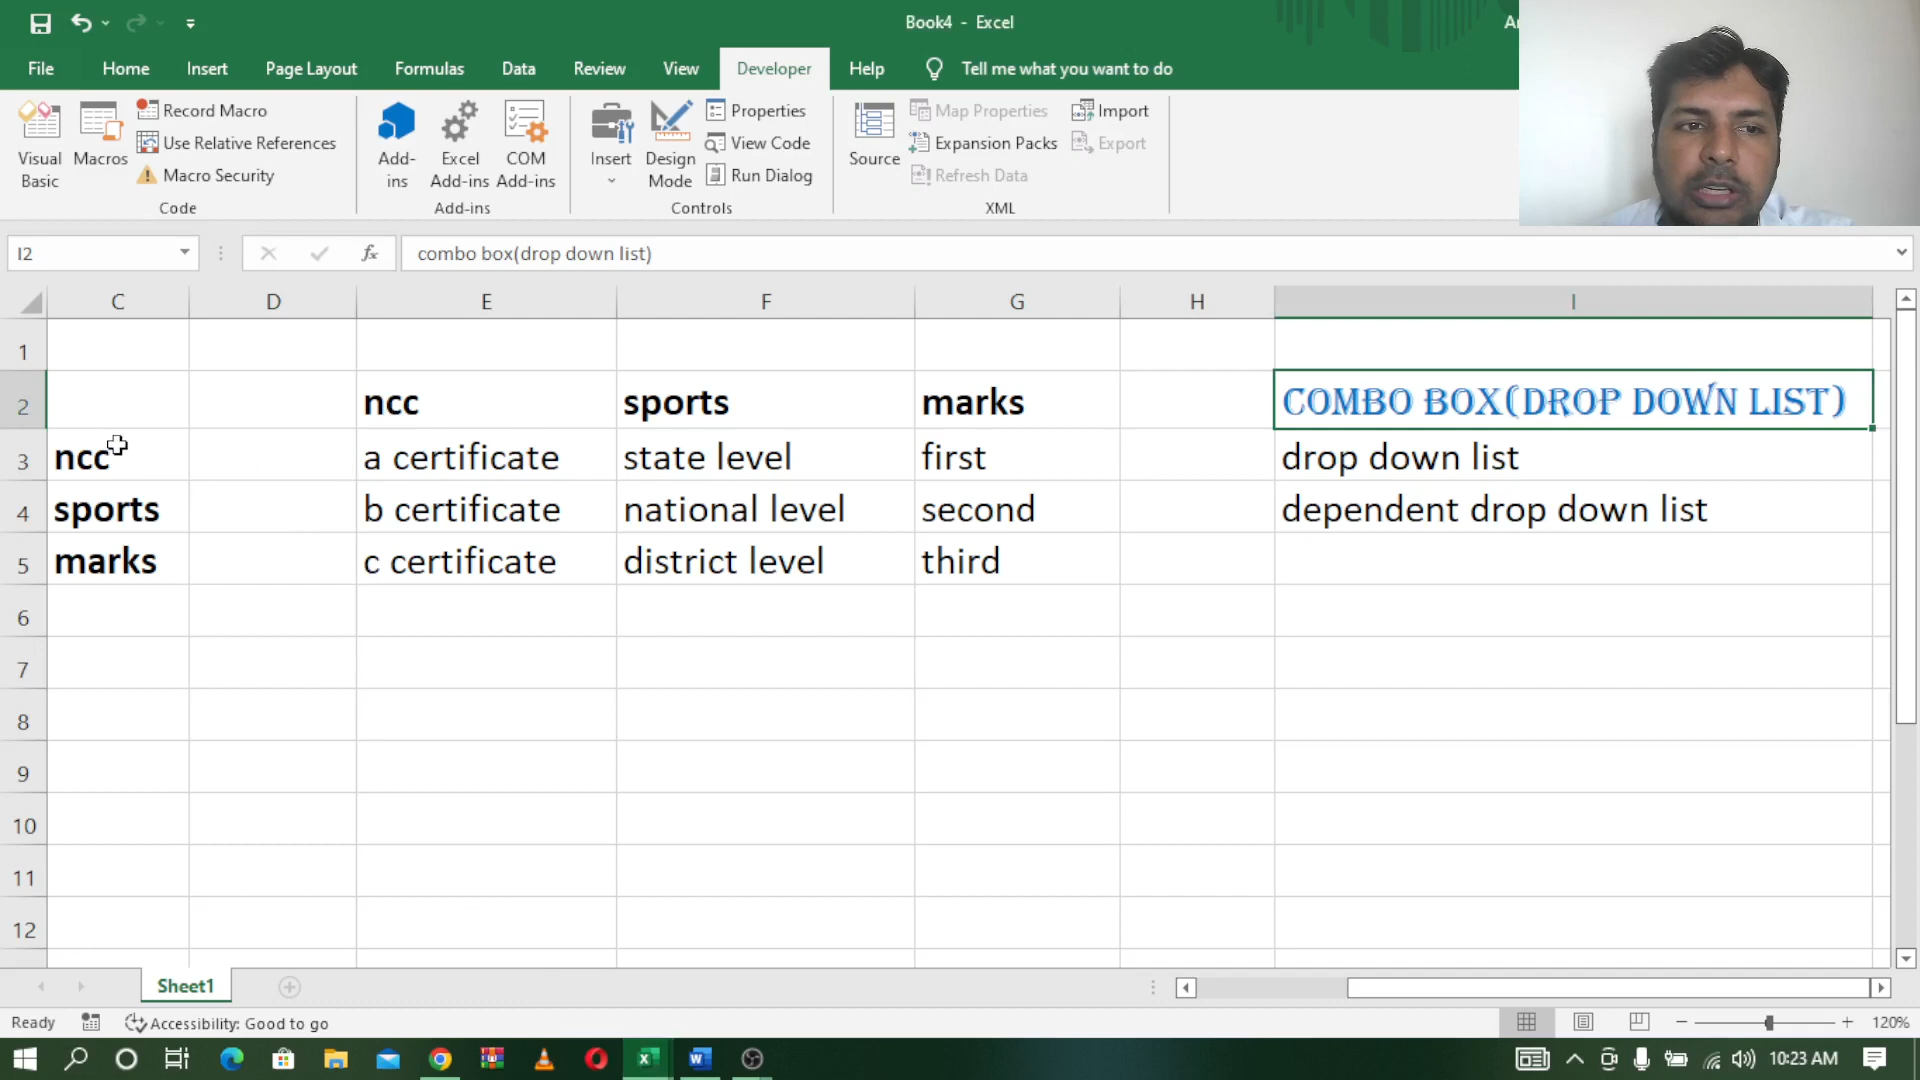 Book4 - Excel
File Home Insert Page Layout Formulas Data Review View Developer Help Tell me what you want to do
Visual Basic
Macros
Record Macro
Use Relative References
Macro Security
Code
Add-ins
Excel Add-ins
COM Add-ins
Add-ins
Insert
Design Mode
Properties
View Code
Run Dialog
Controls
Source
Map Properties
Expansion Packs
Refresh Data
Import
Export
XML
I2 fx combo box(drop down list)
C D E F G H I
1
2 ncc sports marks COMBO BOX(DROP DOWN LIST)
3 ncc a certificate state level first drop down list
4 sports b certificate national level second dependent drop down list
5 marks c certificate district level third
6
7
8
9
10
11
12
Sheet1
Ready Accessibility: Good to go 120%
10:23 AM